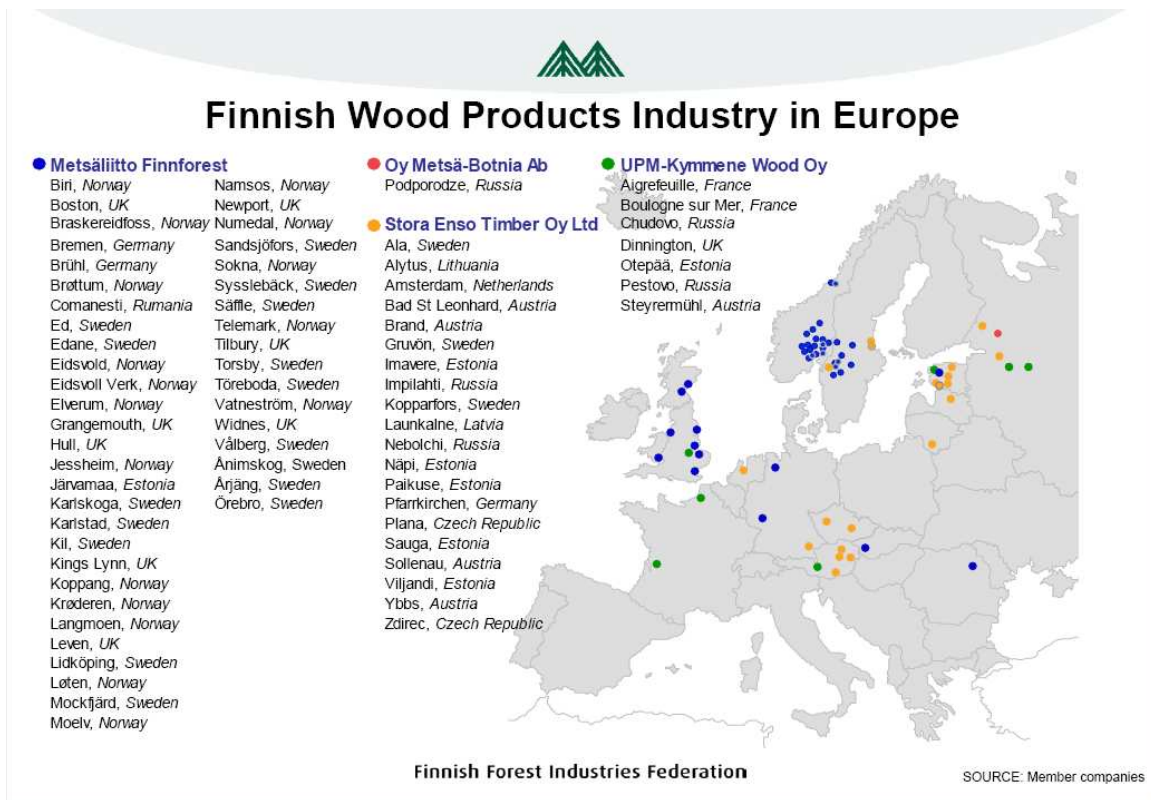 Finnish Wood Products Industry in Europe
Metsäliitto Finnforest
Biri, Norway
Boston, UK
Braskereidfoss, Norway
Bremen, Germany
Brühl, Germany
Brøttum, Norway
Comanesti, Rumania
Ed, Sweden
Edane, Sweden
Eidsvold, Norway
Eidsvoll Verk, Norway
Elverum, Norway
Grangemouth, UK
Hull, UK
Jessheim, Norway
Järvamaa, Estonia
Karlskoga, Sweden
Karlstad, Sweden
Kil, Sweden
Kings Lynn, UK
Koppang, Norway
Krøderen, Norway
Langmoen, Norway
Leven, UK
Lidköping, Sweden
Løten, Norway
Mockfjärd, Sweden
Moelv, Norway
Namsos, Norway
Newport, UK
Numedal, Norway
Sandsjöfors, Sweden
Sokna, Norway
Sysslebäck, Sweden
Säffle, Sweden
Telemark, Norway
Tilbury, UK
Torsby, Sweden
Töreboda, Sweden
Vatneström, Norway
Widnes, UK
Vålberg, Sweden
Ånimskog, Sweden
Årjäng, Sweden
Örebro, Sweden
Oy Metsä-Botnia Ab
Podporodze, Russia
Stora Enso Timber Oy Ltd
Ala, Sweden
Alytus, Lithuania
Amsterdam, Netherlands
Bad St Leonhard, Austria
Brand, Austria
Gruvön, Sweden
Imavere, Estonia
Impilahti, Russia
Kopparfors, Sweden
Launkalne, Latvia
Nebolchi, Russia
Näpi, Estonia
Paikuse, Estonia
Pfarrkirchen, Germany
Plana, Czech Republic
Sauga, Estonia
Sollenau, Austria
Viljandi, Estonia
Ybbs, Austria
Zdirec, Czech Republic
UPM-Kymmene Wood Oy
Aigrefeuille, France
Boulogne sur Mer, France
Chudovo, Russia
Dinnington, UK
Otepää, Estonia
Pestovo, Russia
Steyrermühl, Austria
Finnish Forest Industries Federation
SOURCE: Member companies